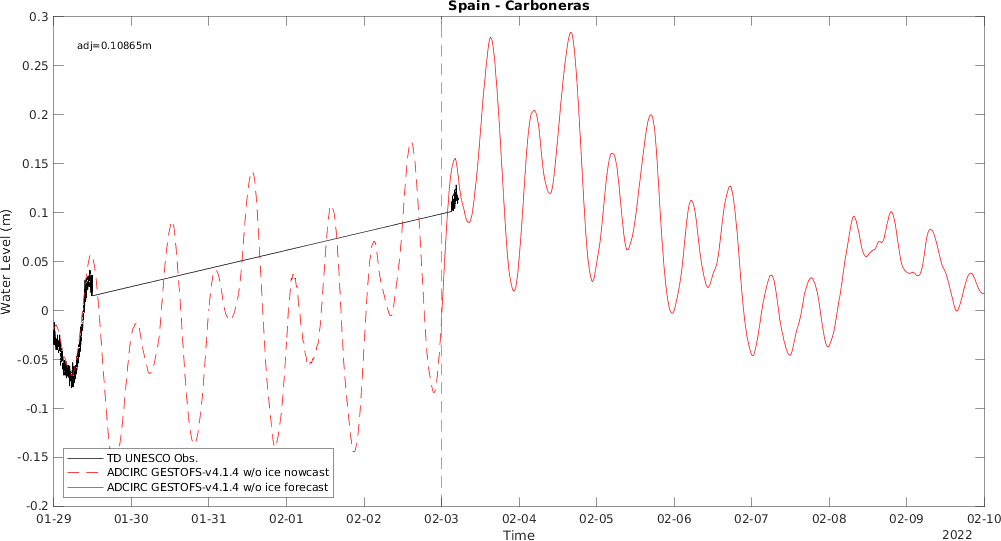 Spain - Carboneras
adj=0.10865m
0.3
0.25
0.2
0.15
0.1
0.05
0
-0.05
-0.1
-0.15
-0.2
Water Level (m)
TD UNESCO Obs.
ADCIRC GESTOFS-v4.1.4 w/o ice nowcast
ADCIRC GESTOFS-v4.1.4 w/o ice forecast
01-29 01-30 01-31 02-01 02-02 02-03 02-04 02-05 02-06 02-07 02-08 02-09 02-10
Time
2022